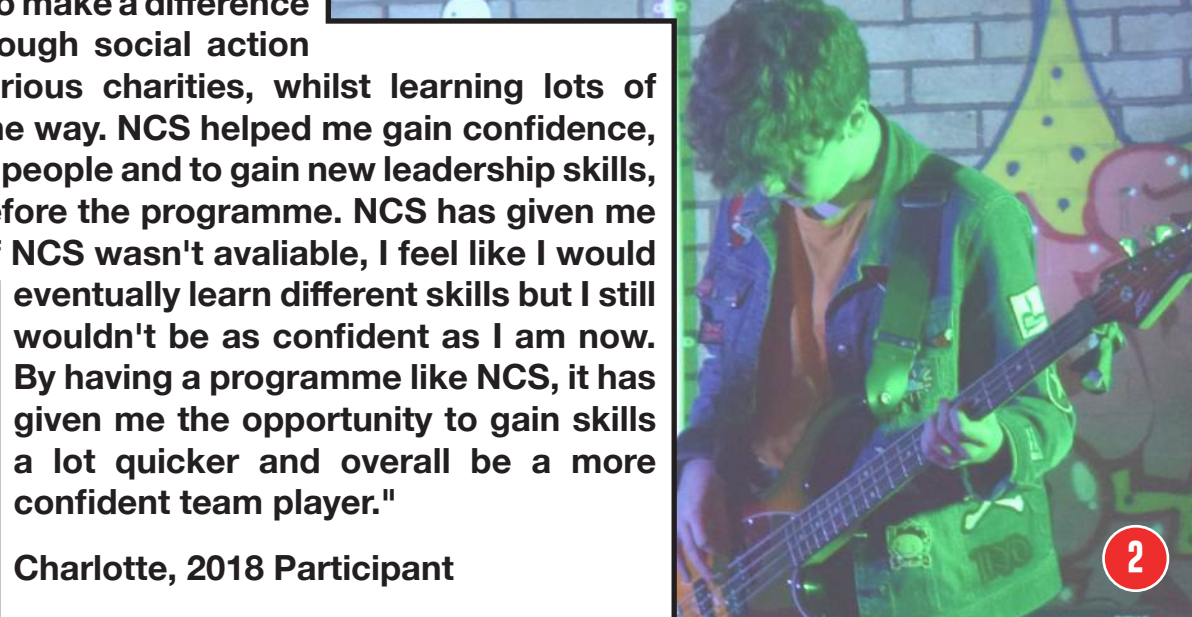 o make a difference
ough social action
rious charities, whilst learning lots of
ne way. NCS helped me gain confidence,
people and to gain new leadership skills,
efore the programme. NCS has given me
f NCS wasn't avaliable, I feel like I would
eventually learn different skills but I still
wouldn't be as confident as I am now.
By having a programme like NCS, it has
given me the opportunity to gain skills
a lot quicker and overall be a more
confident team player."
Charlotte, 2018 Participant
2